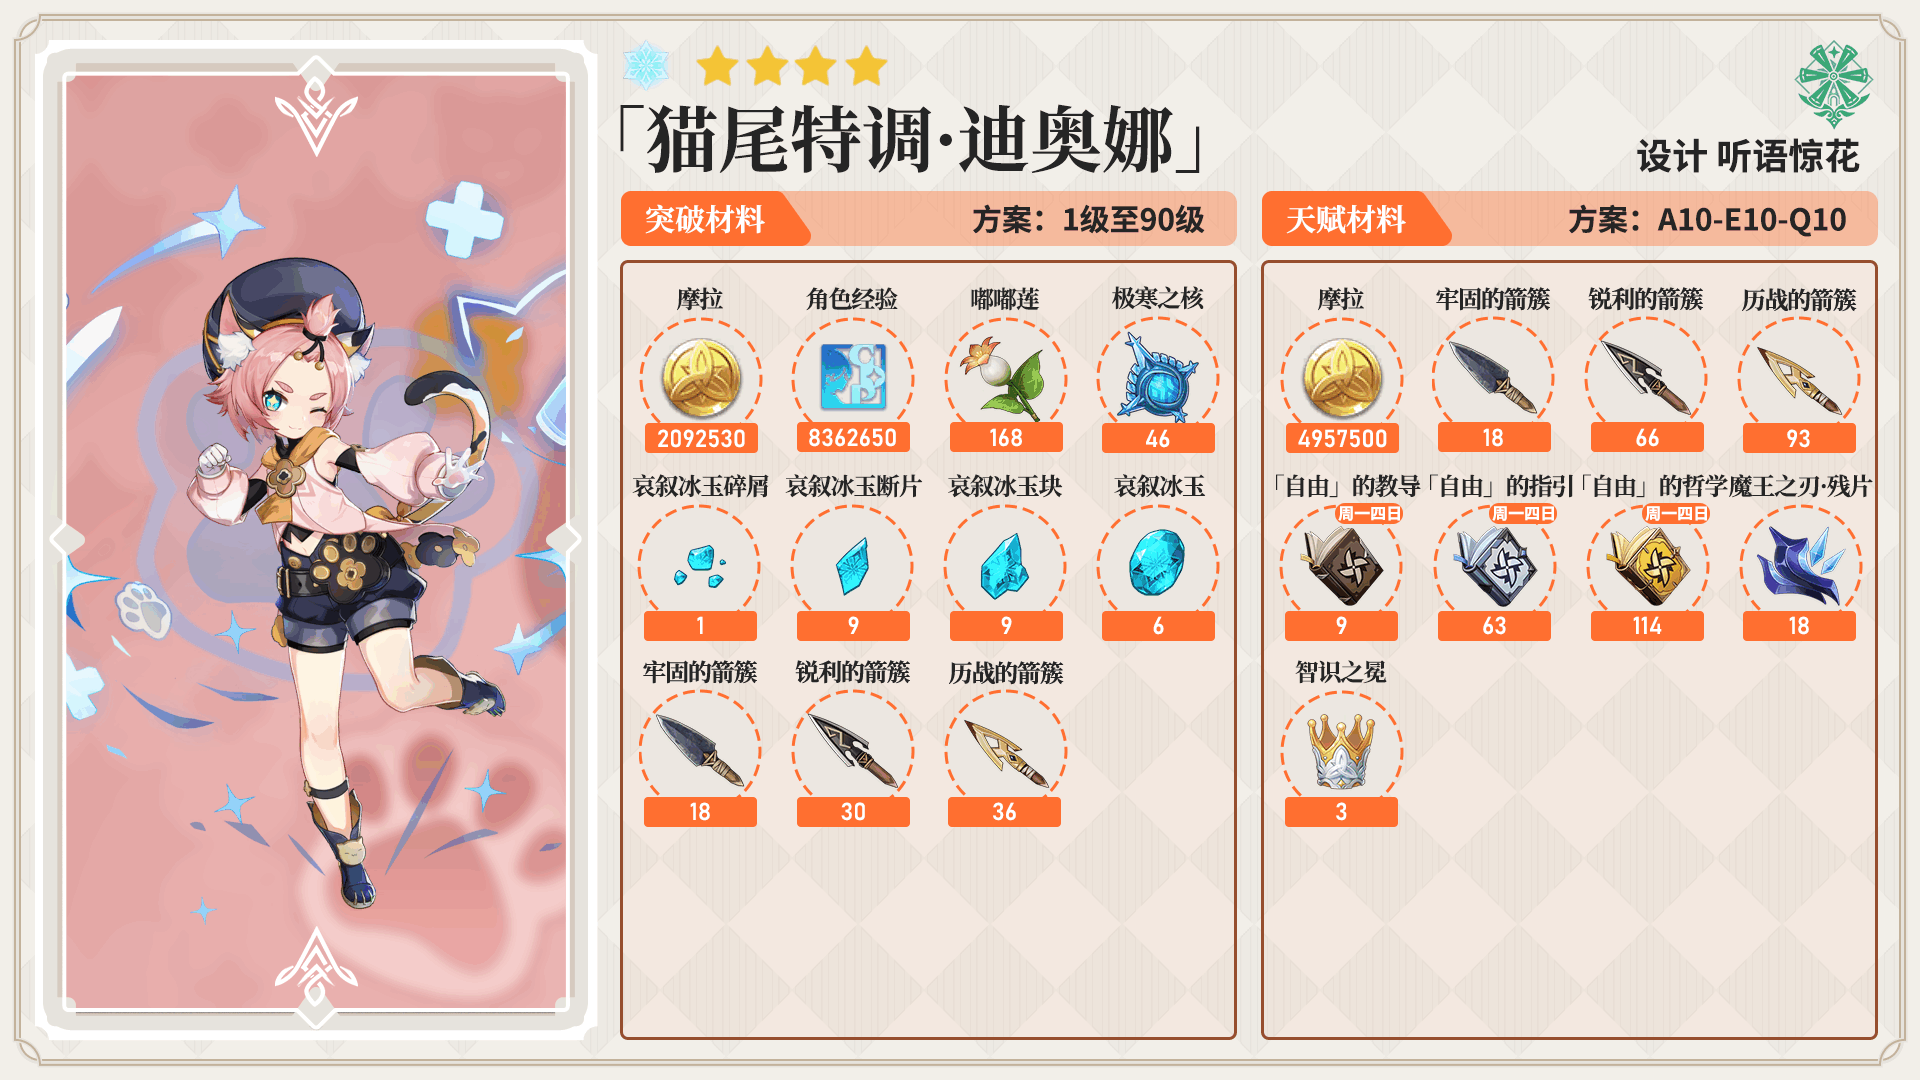 「猫尾特调·迪奥娜」
设计 听语惊花
突破材料
方案：1级至90级
摩拉
角色经验
嘟嘟莲
极寒之核
2092530
8362650
168
46
哀叙冰玉碎屑
哀叙冰玉断片
哀叙冰玉块
哀叙冰玉
1
9
9
6
牢固的箭簇
锐利的箭簇
历战的箭簇
18
30
36
天赋材料
方案：A10-E10-Q10
摩拉
牢固的箭簇
锐利的箭簇
历战的箭簇
4957500
18
66
93
「自由」的教导
「自由」的指引
「自由」的哲学
魔王之刃·残片
周一四日
周一四日
周一四日
9
63
114
18
智识之冕
3